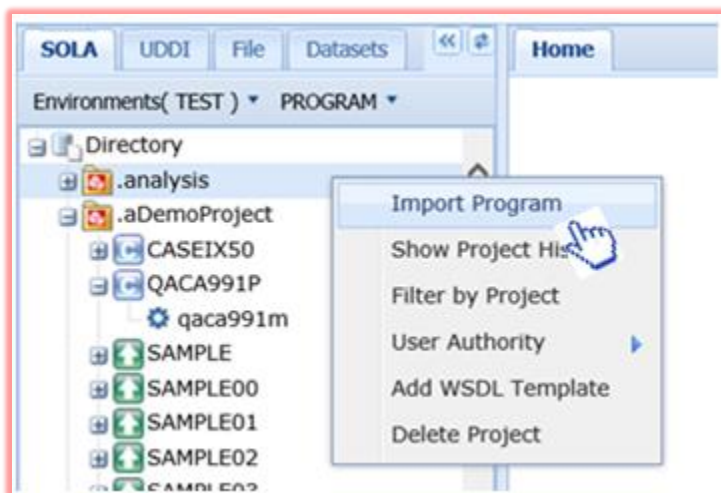 SOLA UDDI File Datasets Home
Environments( TEST ) PROGRAM
Directory
.analysis
.aDemoProject
CASEIX50
QACA991P
qaca991m
SAMPLE
SAMPLE00
SAMPLE01
SAMPLE02
SAMPLE03
Import Program
Show Project His
Filter by Project
User Authority
Add WSDL Template
Delete Project